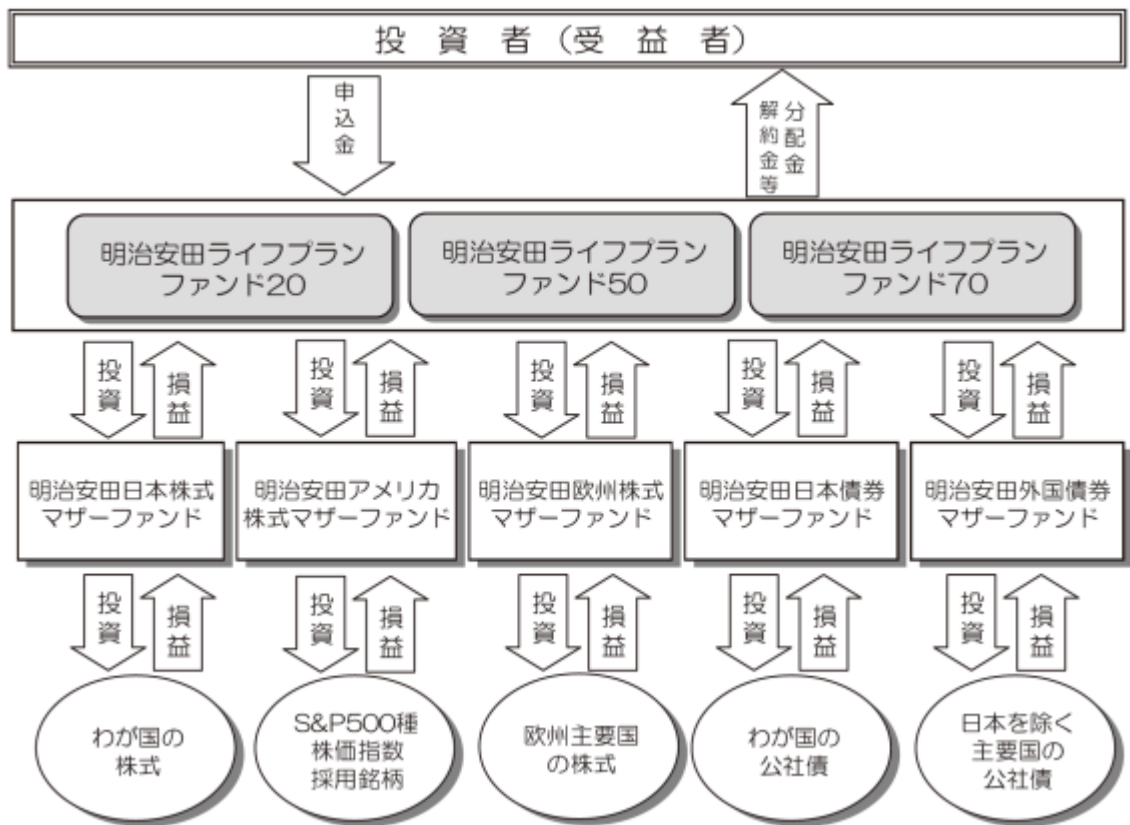 投 資 者（受 益 者）
申込金
分配金
解約金等
明治安田ライフプラン
ファンド20
明治安田ライフプラン
ファンド50
明治安田ライフプラン
ファンド70
投資
損益
投資
損益
投資
損益
投資
損益
投資
損益
明治安田日本株式
マザーファンド
明治安田アメリカ
株式マザーファンド
明治安田欧州株式
マザーファンド
明治安田日本債券
マザーファンド
明治安田外国債券
マザーファンド
投資
損益
投資
損益
投資
損益
投資
損益
投資
損益
わが国の
株式
S&P500種
株価指数
採用銘柄
欧州主要国
の株式
わが国の
公社債
日本を除く
主要国の
公社債